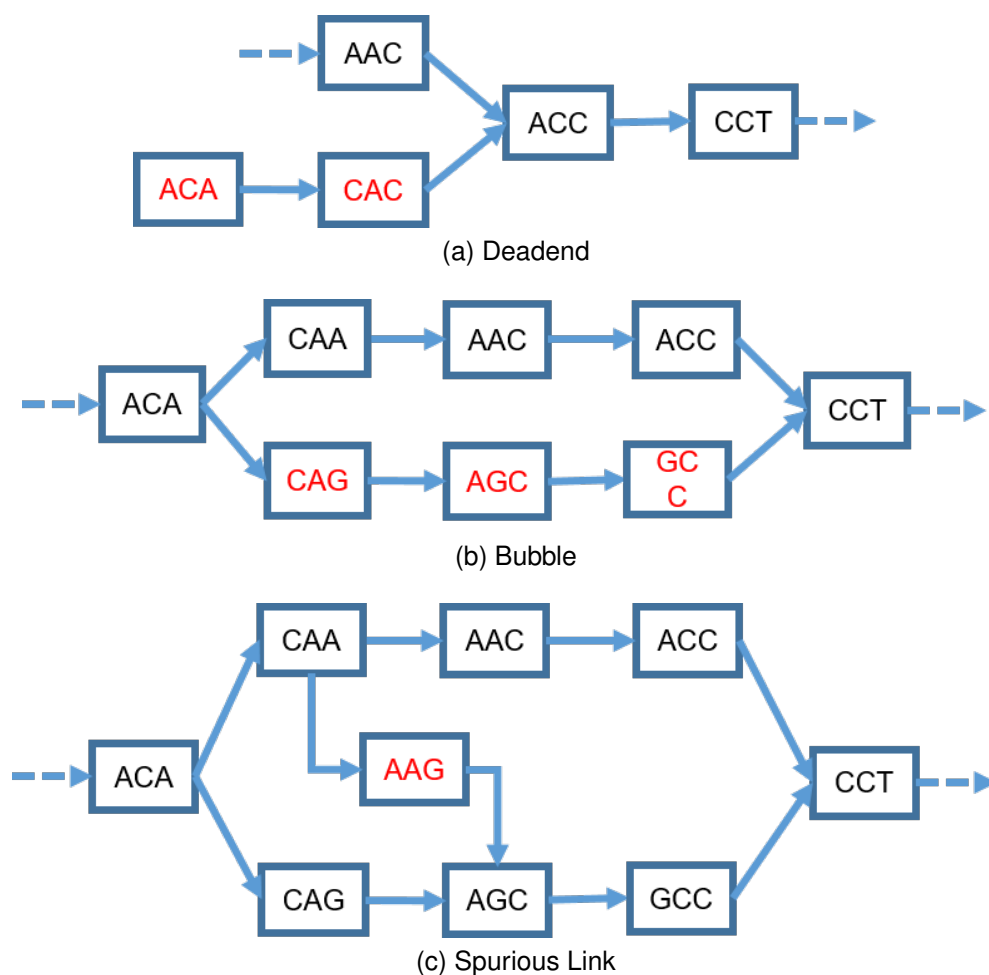 AAC
ACC
CCT
ACA
CAC
(a) Deadend
CAA
AAC
ACC
ACA
CCT
CAG
AGC
GC
C
(b) Bubble
CAA
AAC
ACC
ACA
AAG
CCT
CAG
AGC
GCC
(c) Spurious Link